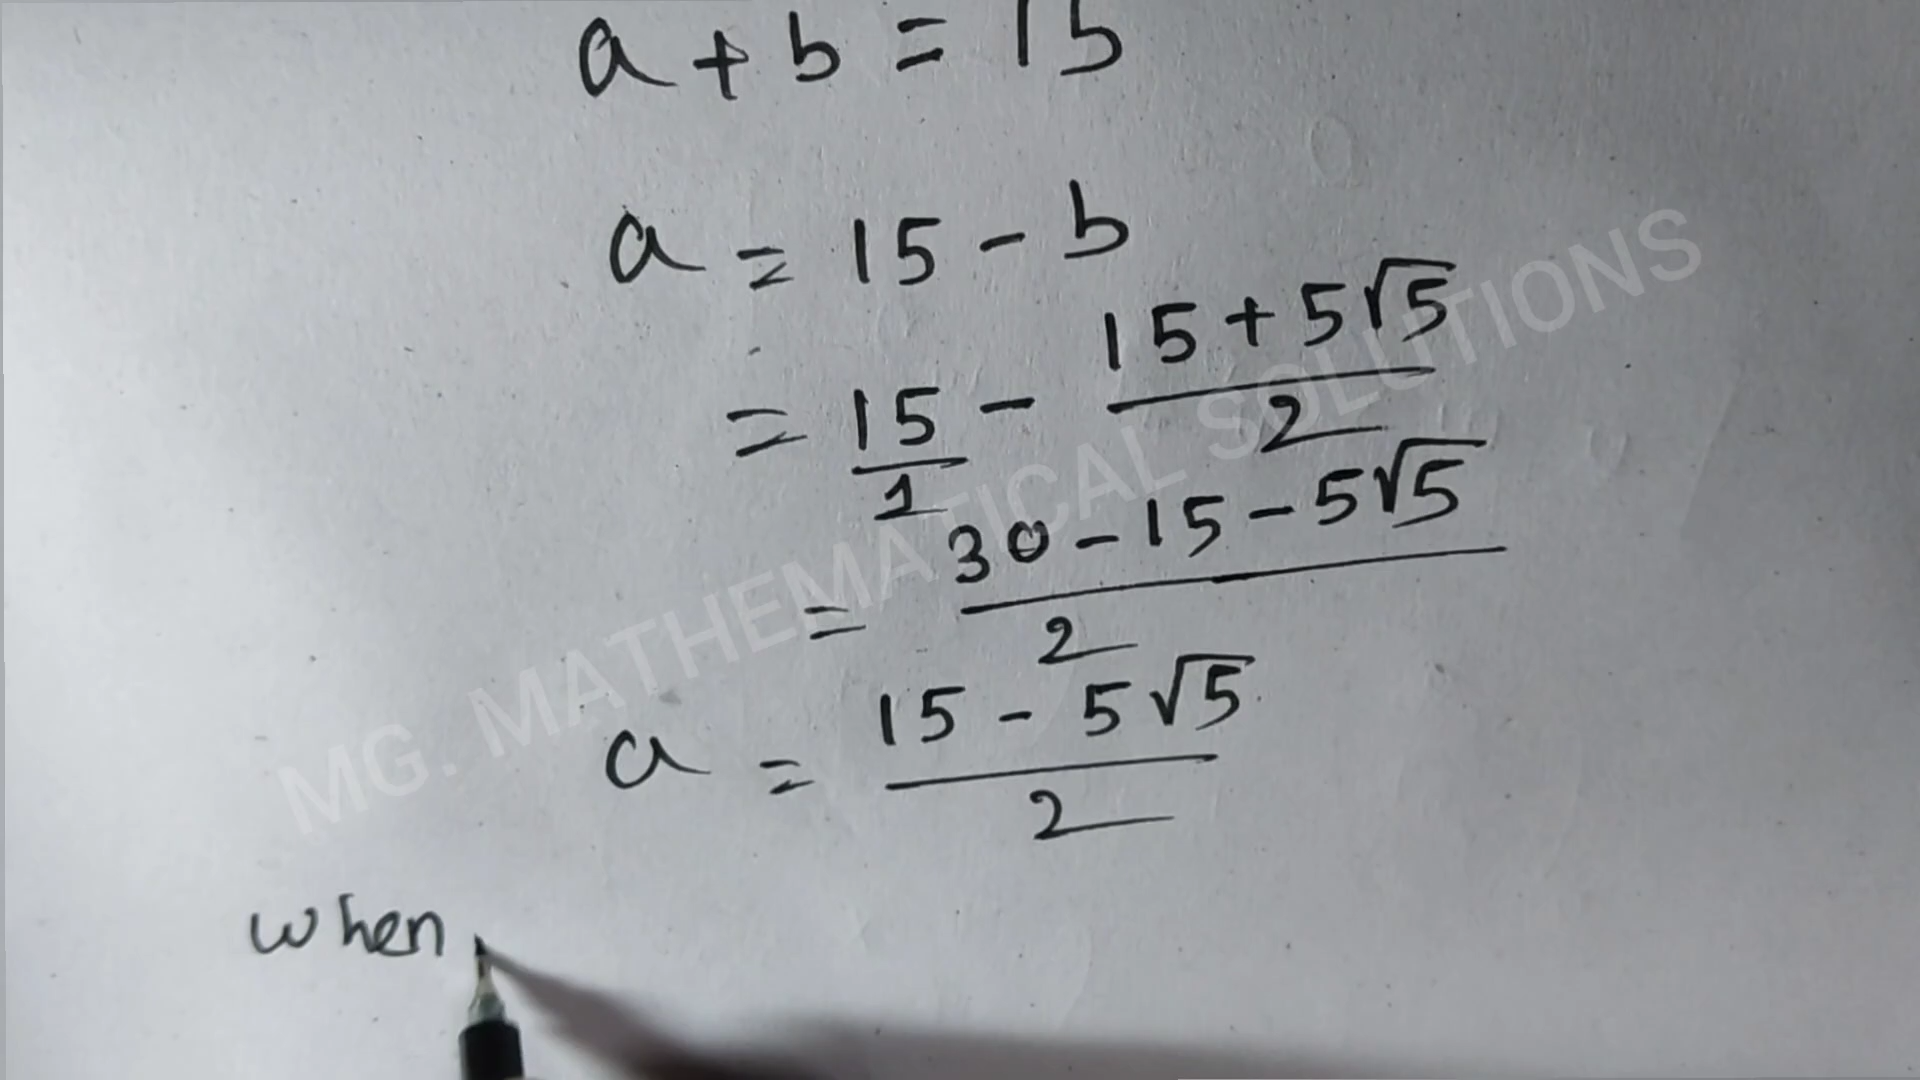 a + b = 15
a = 15 - b
= 15/1 - (15 + 5√5)/2
= (30 - 15 - 5√5)/2
a = (15 - 5√5)/2
when
MG. MATHEMATICAL SOLUTIONS